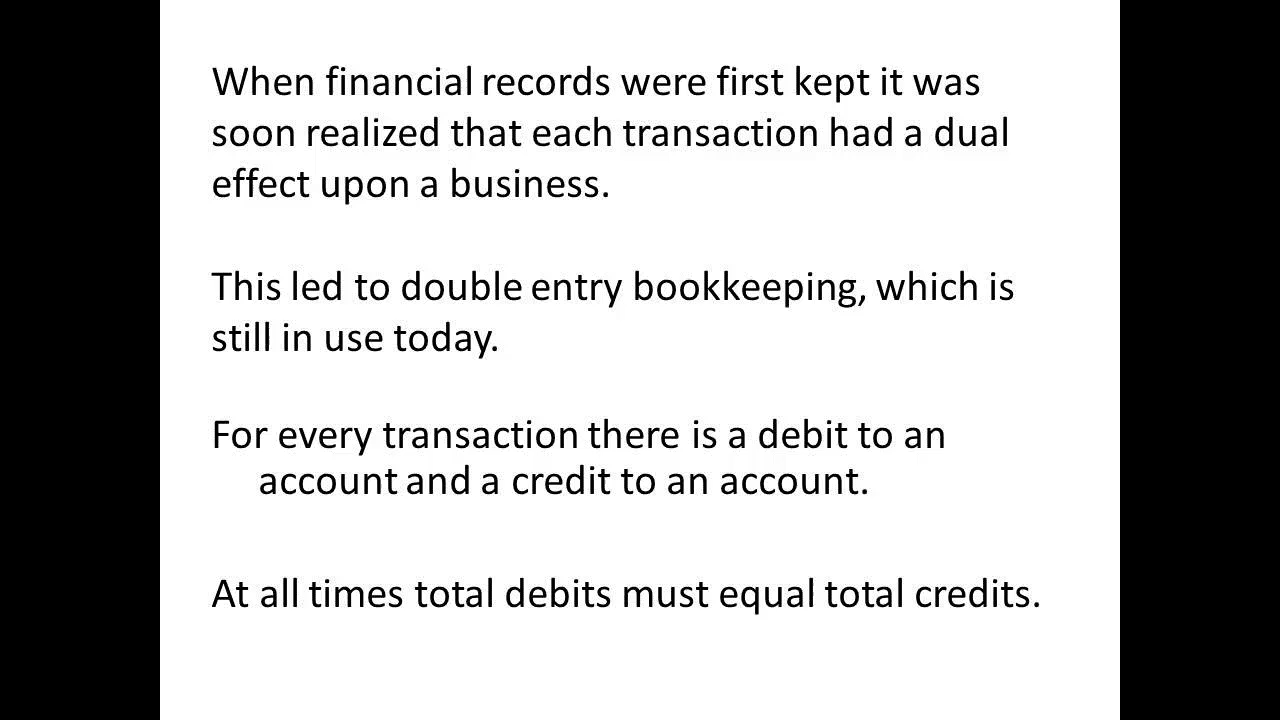 When financial records were first kept it was
soon realized that each transaction had a dual
effect upon a business.
This led to double entry bookkeeping, which is
still in use today.
For every transaction there is a debit to an
account and a credit to an account.
At all times total debits must equal total credits.